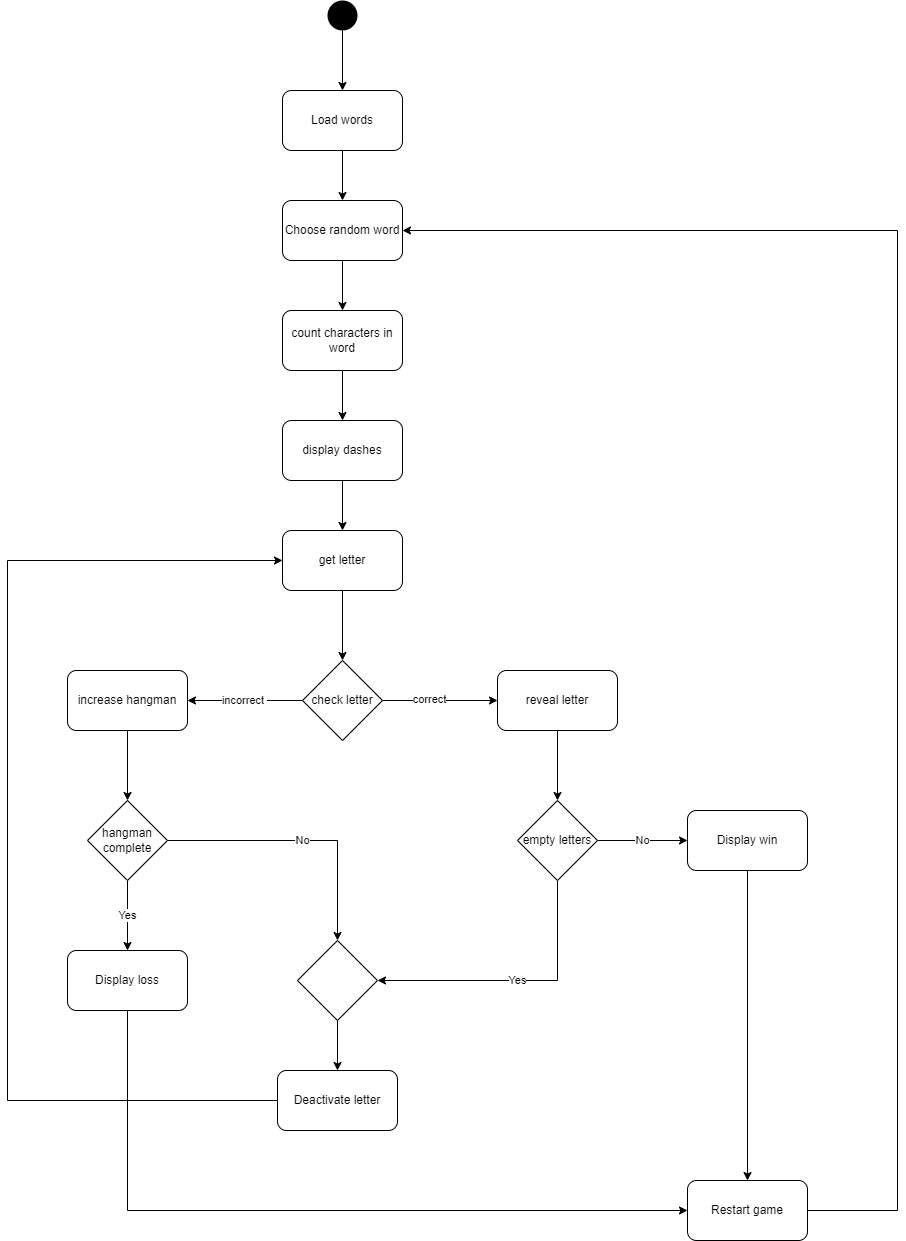 Load words
Choose random word
count characters in
word
display dashes
get letter
increase hangman
incorrect
check letter
correct
reveal letter
hangman
complete
No
empty letters
No
Display win
Yes
Display loss
Yes
Deactivate letter
Restart game